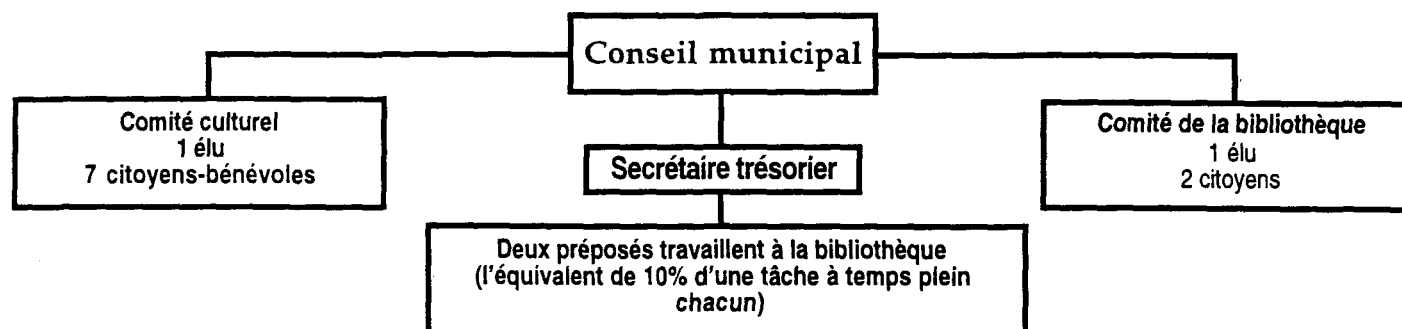 Conseil municipal
Comité culturel
1 élu
7 citoyens-bénévoles
Secrétaire trésorier
Comité de la bibliothèque
1 élu
2 citoyens
Deux préposés travaillent à la bibliothèque
(l'équivalent de 10% d'une tâche à temps plein
chacun)